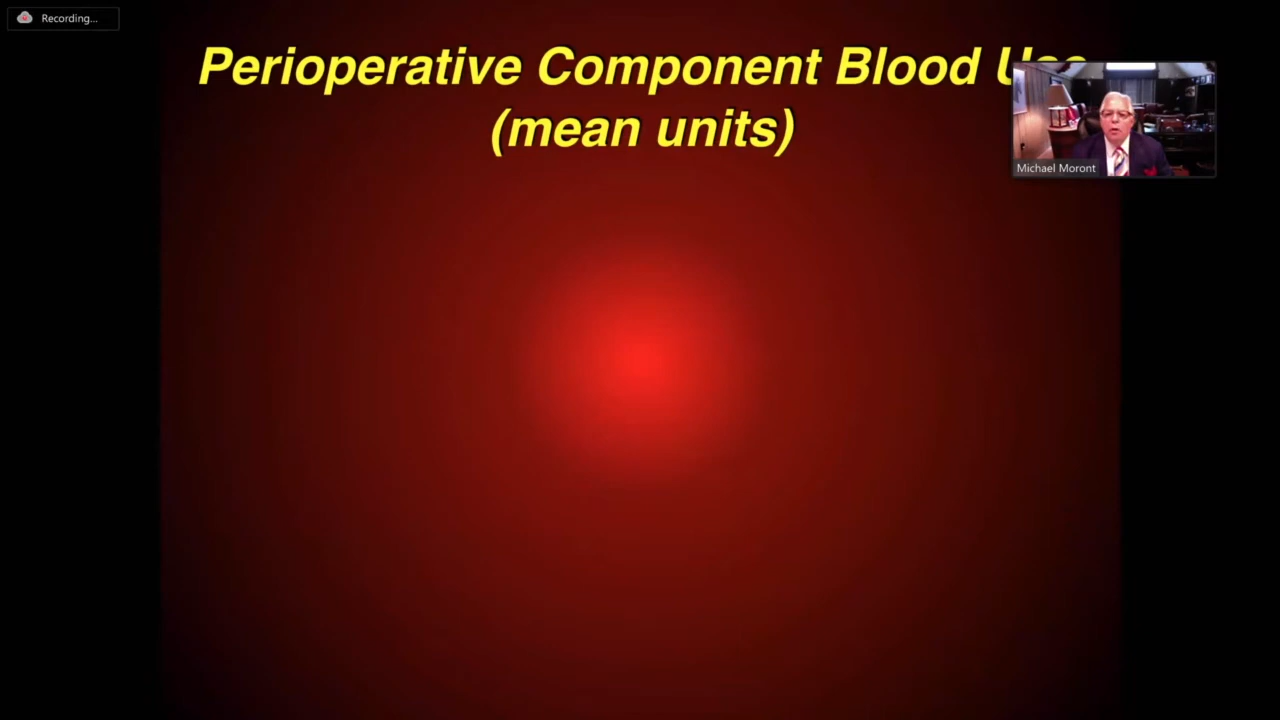 Recording...
Perioperative Component Blood
(mean units)
Michael Moront